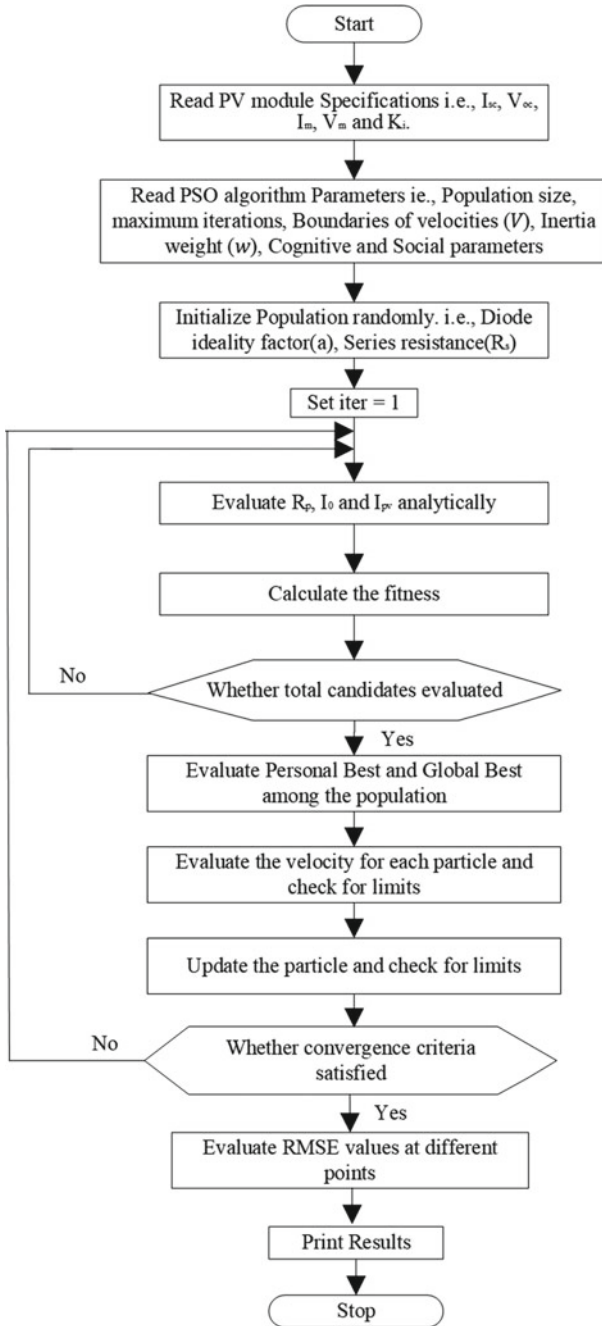 Start
Read PV module Specifications i.e., Isc, Voc,
Im, Vm and Ki.
Read PSO algorithm Parameters ie., Population size,
maximum iterations, Boundaries of velocities (V), Inertia
weight (w), Cognitive and Social parameters
Initialize Population randomly. i.e., Diode
ideality factor(a), Series resistance(Rs)
Set iter = 1
Evaluate Rp, I0 and Ipv analytically
Calculate the fitness
No
Whether total candidates evaluated
Yes
Evaluate Personal Best and Global Best
among the population
Evaluate the velocity for each particle and
check for limits
Update the particle and check for limits
No
Whether convergence criteria
satisfied
Yes
Evaluate RMSE values at different
points
Print Results
Stop